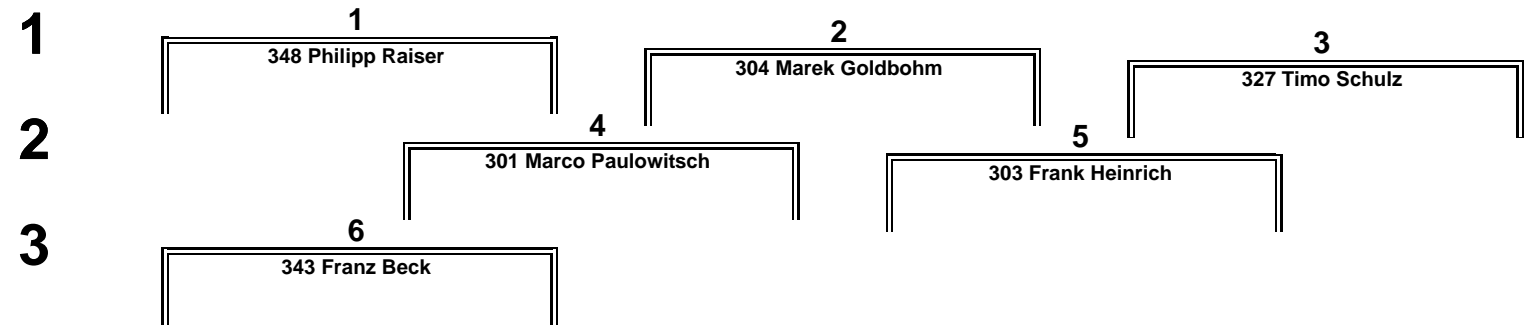 1
1
348 Philipp Raiser
2
304 Marek Goldbohm
3
327 Timo Schulz
2
4
301 Marco Paulowitsch
5
303 Frank Heinrich
3
6
343 Franz Beck